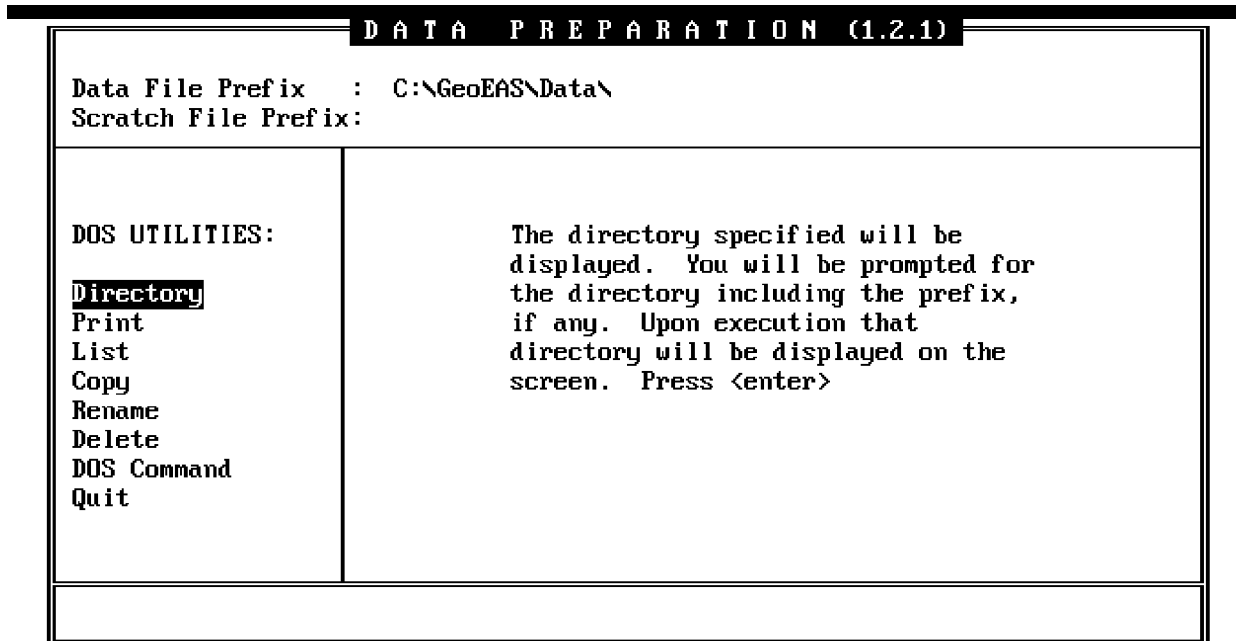 D A T A P R E P A R A T I O N (1.2.1)
Data File Prefix : C:\GeoEAS\Data\
Scratch File Prefix:
DOS UTILITIES:
Directory
Print
List
Copy
Rename
Delete
DOS Command
Quit
The directory specified will be
displayed. You will be prompted for
the directory including the prefix,
if any. Upon execution that
directory will be displayed on the
screen. Press <enter>